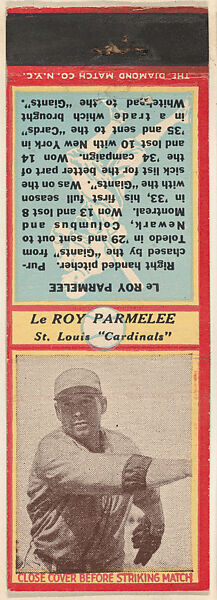 THE DIAMOND MATCH CO. N.Y.C.
Le ROY PARMELEE
Right handed pitcher. Pur-
chased by the "Giants" from
Toledo in 29 and sent out to
Newark, Columbus and
Montreal. Won 13 and lost 8
in '33, his first full season
with the "Giants". Was on the
sick list for the better part of
the '34 campaign. Won 14
and lost 10 with New York in
'35 and sent to the "Cards"
in a trade which brought
Whitehead to the "Giants".
Le ROY PARMELEE
St. Louis "Cardinals"
CLOSE COVER BEFORE STRIKING MATCH